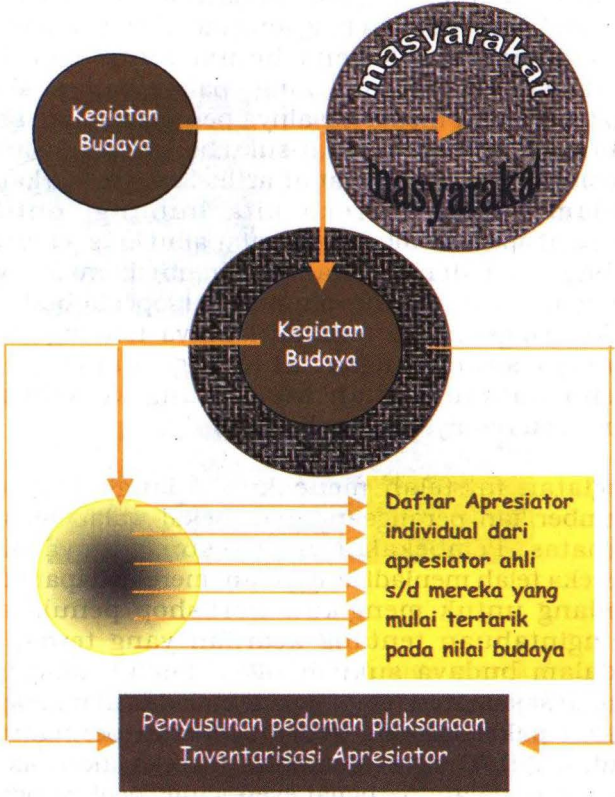 Kegiatan
Budaya
masyarakat
masyarakat
Kegiatan
Budaya
Daftar Apresiator
individual dari
apresiator ahli
s/d mereka yang
mulai tertarik
pada nilai budaya
Penyusunan pedoman plaksanaan
Inventarisasi Apresiator